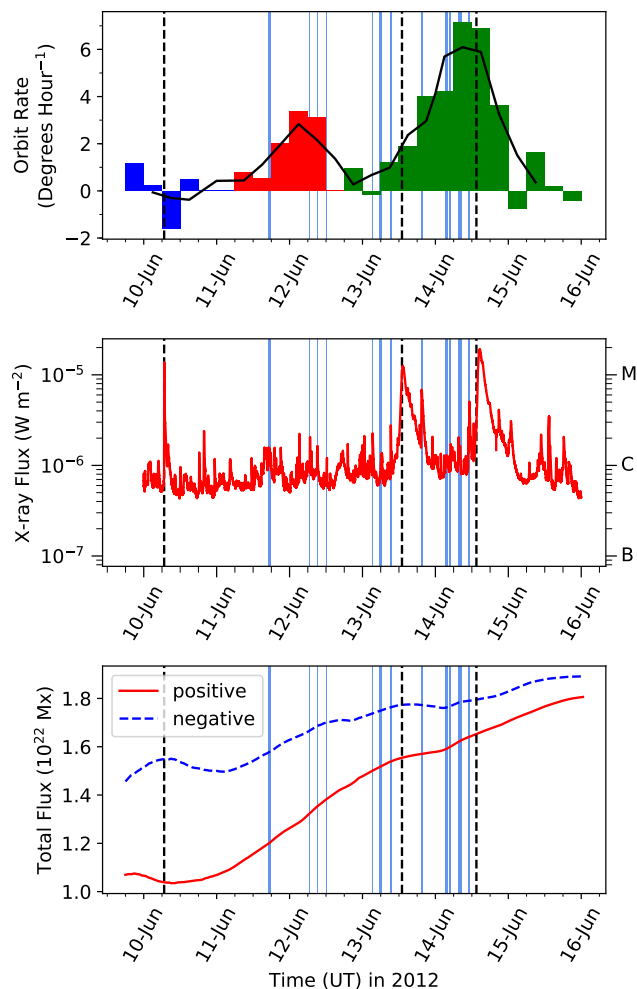 Orbit Rate
(Degrees Hour⁻¹)
6
4
2
0
−2
10-Jun 11-Jun 12-Jun 13-Jun 14-Jun 15-Jun 16-Jun
X-ray Flux (W m⁻²)
10⁻⁵ M
10⁻⁶ C
10⁻⁷ B
10-Jun 11-Jun 12-Jun 13-Jun 14-Jun 15-Jun 16-Jun
Total Flux (10²² Mx)
positive
negative
1.8
1.6
1.4
1.2
1.0
10-Jun 11-Jun 12-Jun 13-Jun 14-Jun 15-Jun 16-Jun
Time (UT) in 2012